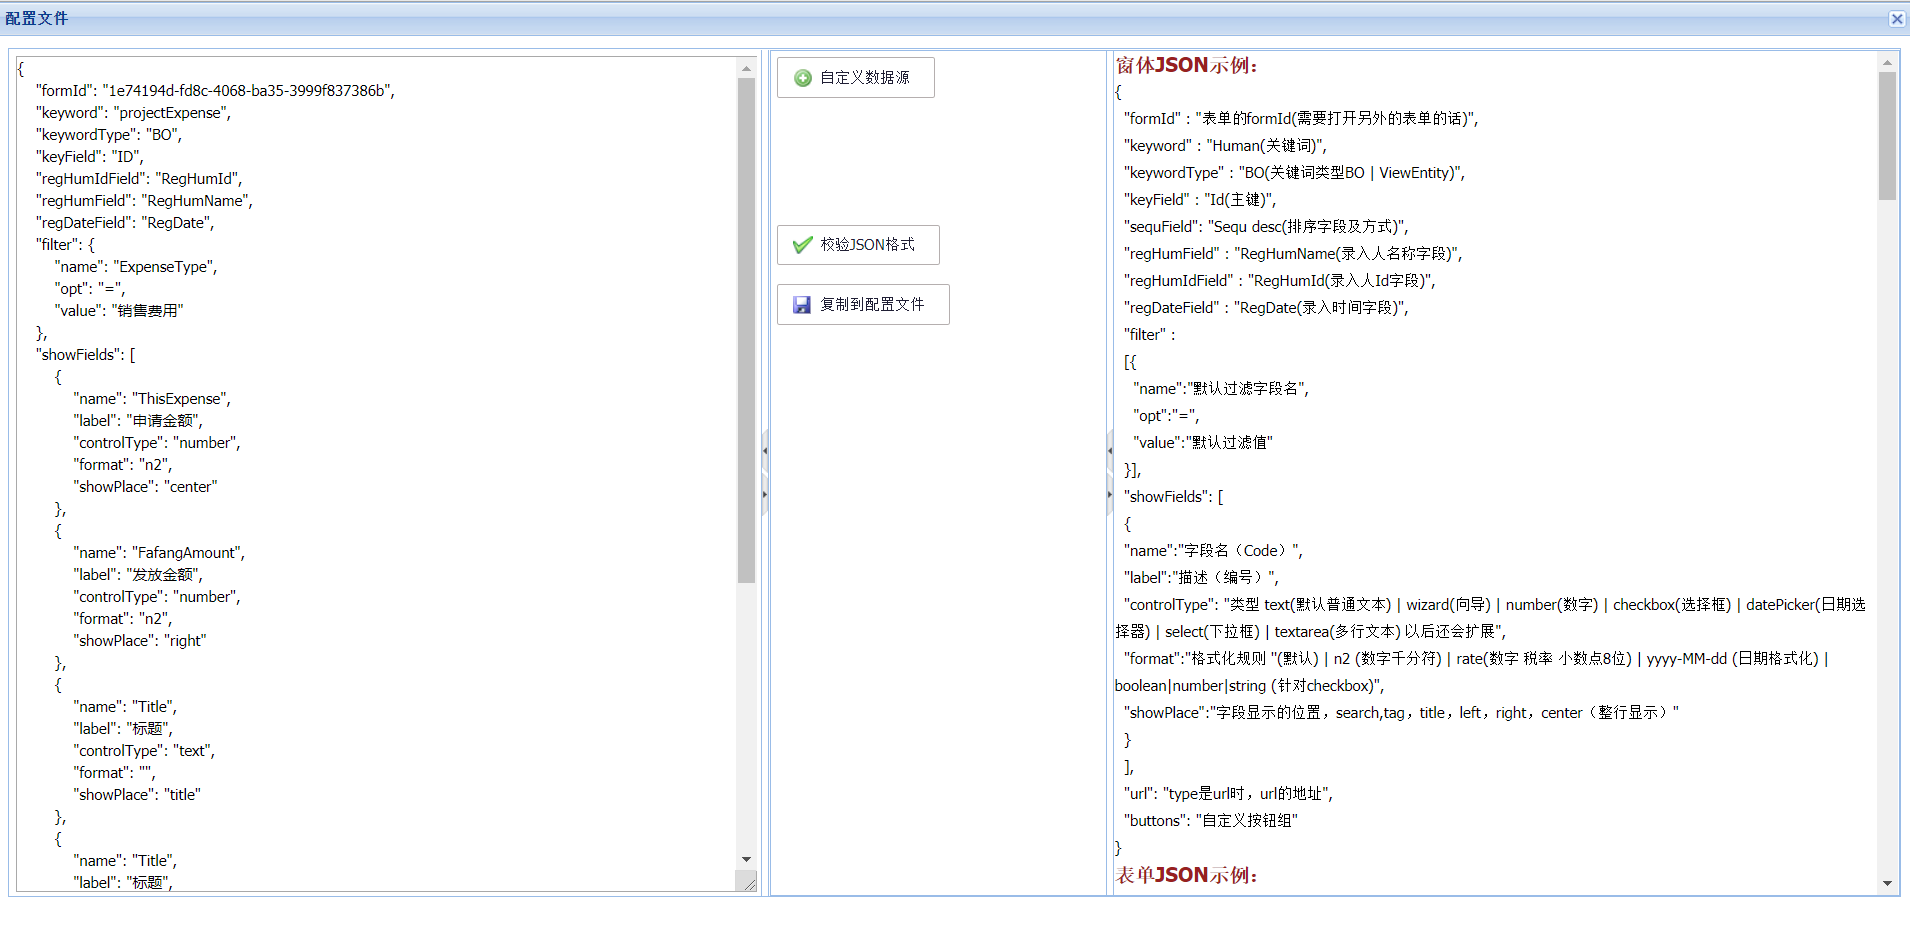 配置文件
{
"formId": "1e74194d-fd8c-4068-ba35-3999f837386b",
"keyword": "projectExpense",
"keywordType": "BO",
"keyField": "ID",
"regHumIdField": "RegHumId",
"regHumField": "RegHumName",
"regDateField": "RegDate",
"filter": {
"name": "ExpenseType",
"opt": "=",
"value": "销售费用"
},
"showFields": [
{
"name": "ThisExpense",
"label": "申请金额",
"controlType": "number",
"format": "n2",
"showPlace": "center"
},
{
"name": "FafangAmount",
"label": "发放金额",
"controlType": "number",
"format": "n2",
"showPlace": "right"
},
{
"name": "Title",
"label": "标题",
"controlType": "text",
"format": "",
"showPlace": "title"
},
{
"name": "Title",
"label": "标题",
自定义数据源
校验JSON格式
复制到配置文件
窗体JSON示例：
{
"formId" : "表单的formId(需要打开另外的表单的话)",
"keyword" : "Human(关键词)",
"keywordType" : "BO(关键词类型BO | ViewEntity)",
"keyField" : "Id(主键)",
"sequField": "Sequ desc(排序字段及方式)",
"regHumField" : "RegHumName(录入人名称字段)",
"regHumIdField" : "RegHumId(录入人Id字段)",
"regDateField" : "RegDate(录入时间字段)",
"filter" :
[{
"name":"默认过滤字段名",
"opt":"=",
"value":"默认过滤值"
}],
"showFields": [
{
"name":"字段名（Code）",
"label":"描述（编号）",
"controlType": "类型 text(默认普通文本) | wizard(向导) | number(数字) | checkbox(选择框) | datePicker(日期选
择器) | select(下拉框) | textarea(多行文本) 以后还会扩展",
"format":"格式化规则 ''(默认) | n2 (数字千分符) | rate(数字 税率 小数点8位) | yyyy-MM-dd (日期格式化) |
boolean|number|string (针对checkbox)",
"showPlace":"字段显示的位置，search,tag，title，left，right，center（整行显示）"
}
],
"url": "type是url时，url的地址",
"buttons": "自定义按钮组"
}
表单JSON示例：